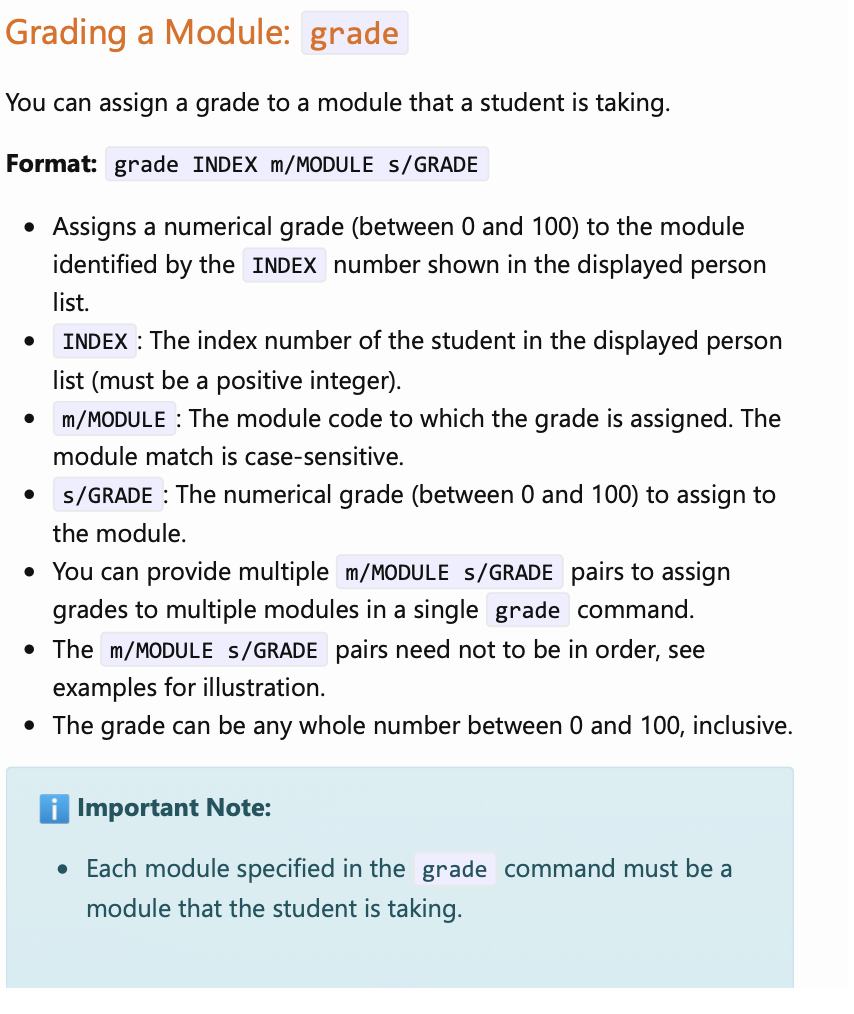 Grading a Module: grade
You can assign a grade to a module that a student is taking.
Format: grade INDEX m/MODULE s/GRADE
• Assigns a numerical grade (between 0 and 100) to the module
identified by the INDEX number shown in the displayed person
list.
• INDEX: The index number of the student in the displayed person
list (must be a positive integer).
• m/MODULE: The module code to which the grade is assigned. The
module match is case-sensitive.
• s/GRADE: The numerical grade (between 0 and 100) to assign to
the module.
• You can provide multiple m/MODULE s/GRADE pairs to assign
grades to multiple modules in a single grade command.
• The m/MODULE s/GRADE pairs need not to be in order, see
examples for illustration.
• The grade can be any whole number between 0 and 100, inclusive.
ℹ️ Important Note:
• Each module specified in the grade command must be a
module that the student is taking.